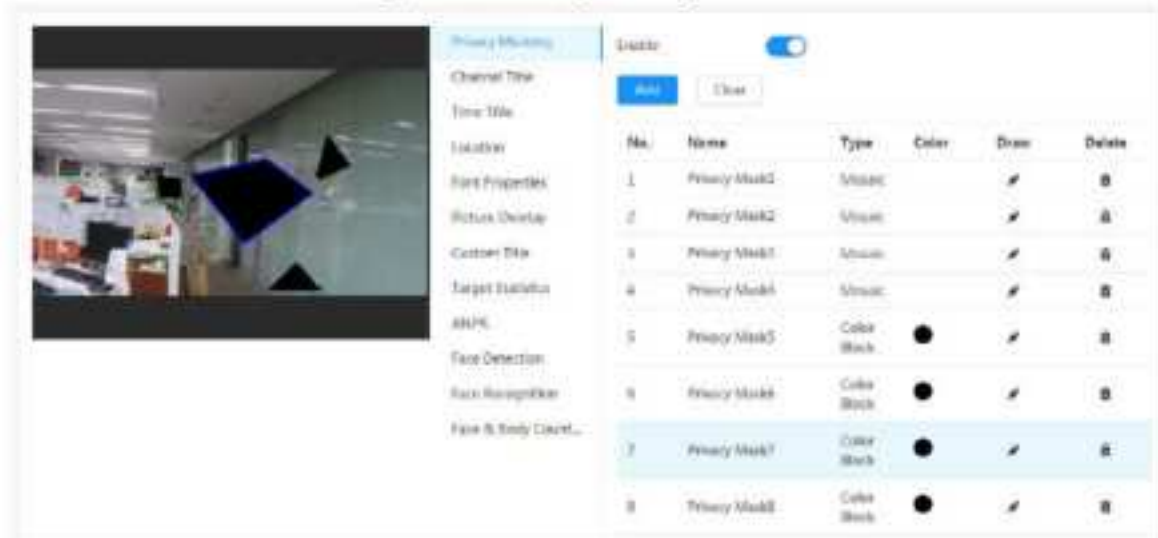 Privacy Masking
Channel Title
Time Title
Location
Font Properties
Picture Overlay
Custom Title
Target Statistics
ANPR
Face Detection
Face Recognition
Face & Body Count...
Enable
Add Clear
No. Name Type Color Draw Delete
1 Privacy Mask Mosaic
2 Privacy Mask2 Mosaic
3 Privacy Mask Mosaic
4 Privacy Mask Mosaic
5 Privacy Mask5 Color
Block
6 Privacy Mask6 Color
Block
7 Privacy Mask7 Color
Block
8 Privacy Mask8 Color
Block